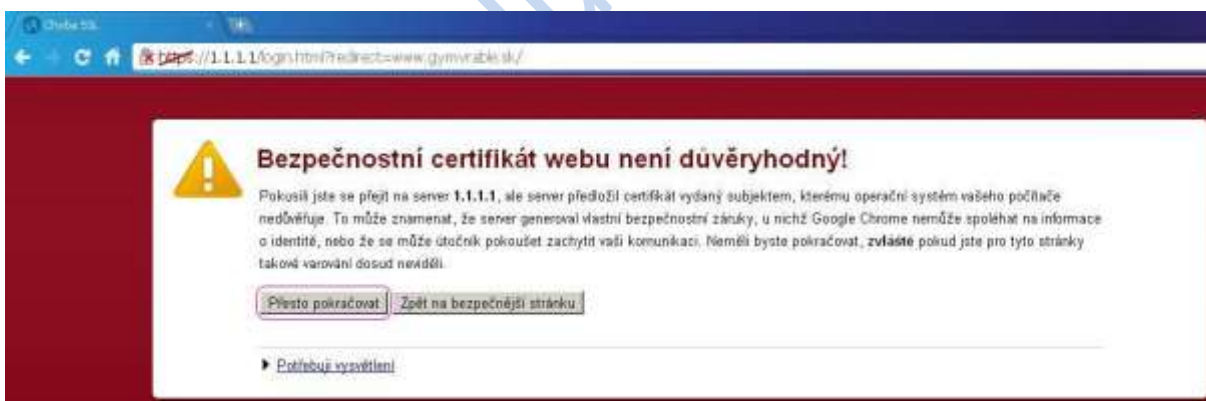 Chyba SSL
https://1.1.1.1/login.html?redirect=www.gymvrable.sk/
Bezpečnostní certifikát webu není důvěryhodný!
Pokusili jste se přejít na server 1.1.1.1, ale server předložil certifikát vydaný subjektem, kterému operační systém vašeho počítače
nedůvěřuje. To může znamenat, že server generoval vlastní bezpečnostní záruky, u nichž Google Chrome nemůže spoléhat na informace
o identitě, nebo že se může útočník pokoušet zachytit vaši komunikaci. Neměli byste pokračovat, zvláště pokud jste pro tyto stránky
takové varování dosud neviděli.
Přesto pokračovat Zpět na bezpečnější stránku
Potřebuji vysvětlení